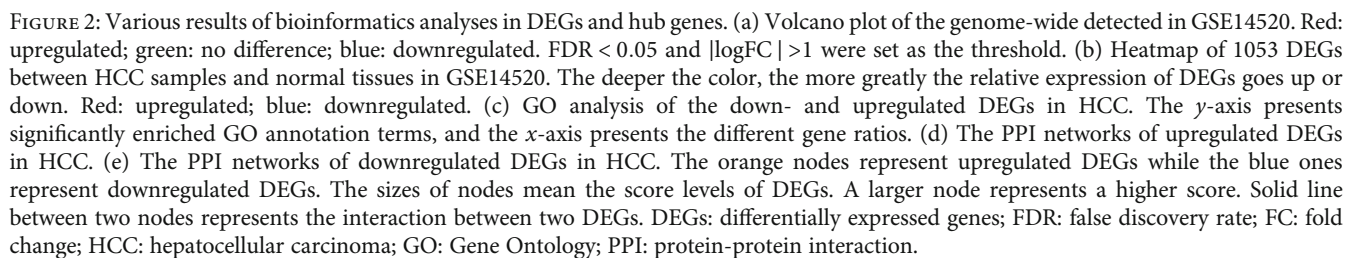 FIGURE 2: Various results of bioinformatics analyses in DEGs and hub genes. (a) Volcano plot of the genome-wide detected in GSE14520. Red:
upregulated; green: no difference; blue: downregulated. FDR < 0.05 and |logFC | >1 were set as the threshold. (b) Heatmap of 1053 DEGs
between HCC samples and normal tissues in GSE14520. The deeper the color, the more greatly the relative expression of DEGs goes up or
down. Red: upregulated; blue: downregulated. (c) GO analysis of the down- and upregulated DEGs in HCC. The y-axis presents
significantly enriched GO annotation terms, and the x-axis presents the different gene ratios. (d) The PPI networks of upregulated DEGs
in HCC. (e) The PPI networks of downregulated DEGs in HCC. The orange nodes represent upregulated DEGs while the blue ones
represent downregulated DEGs. The sizes of nodes mean the score levels of DEGs. A larger node represents a higher score. Solid line
between two nodes represents the interaction between two DEGs. DEGs: differentially expressed genes; FDR: false discovery rate; FC: fold
change; HCC: hepatocellular carcinoma; GO: Gene Ontology; PPI: protein-protein interaction.